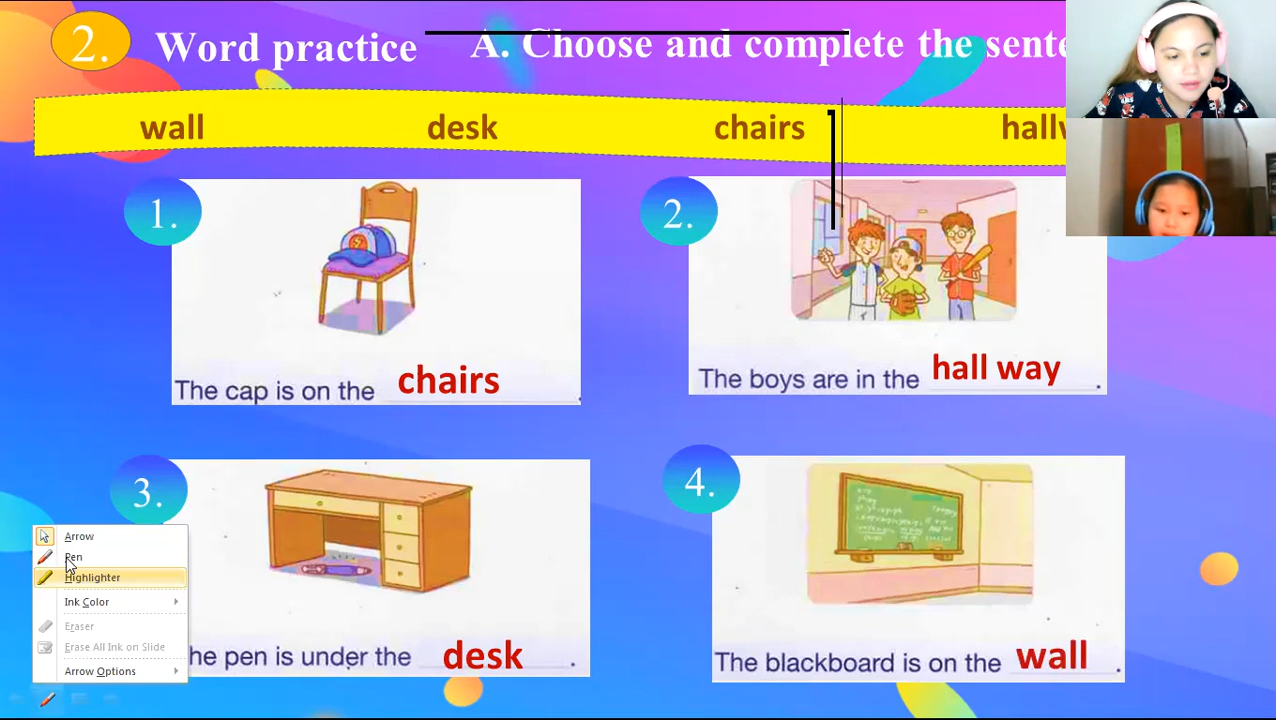 2. Word practice A. Choose and complete the sente
wall desk chairs hallw
1. 2.
The cap is on the chairs.
The boys are in the hall way.
3. 4.
he pen is under the desk.
The blackboard is on the wall.
Arrow
Pen
Highlighter
Ink Color
Eraser
Erase All Ink on Slide
Arrow Options